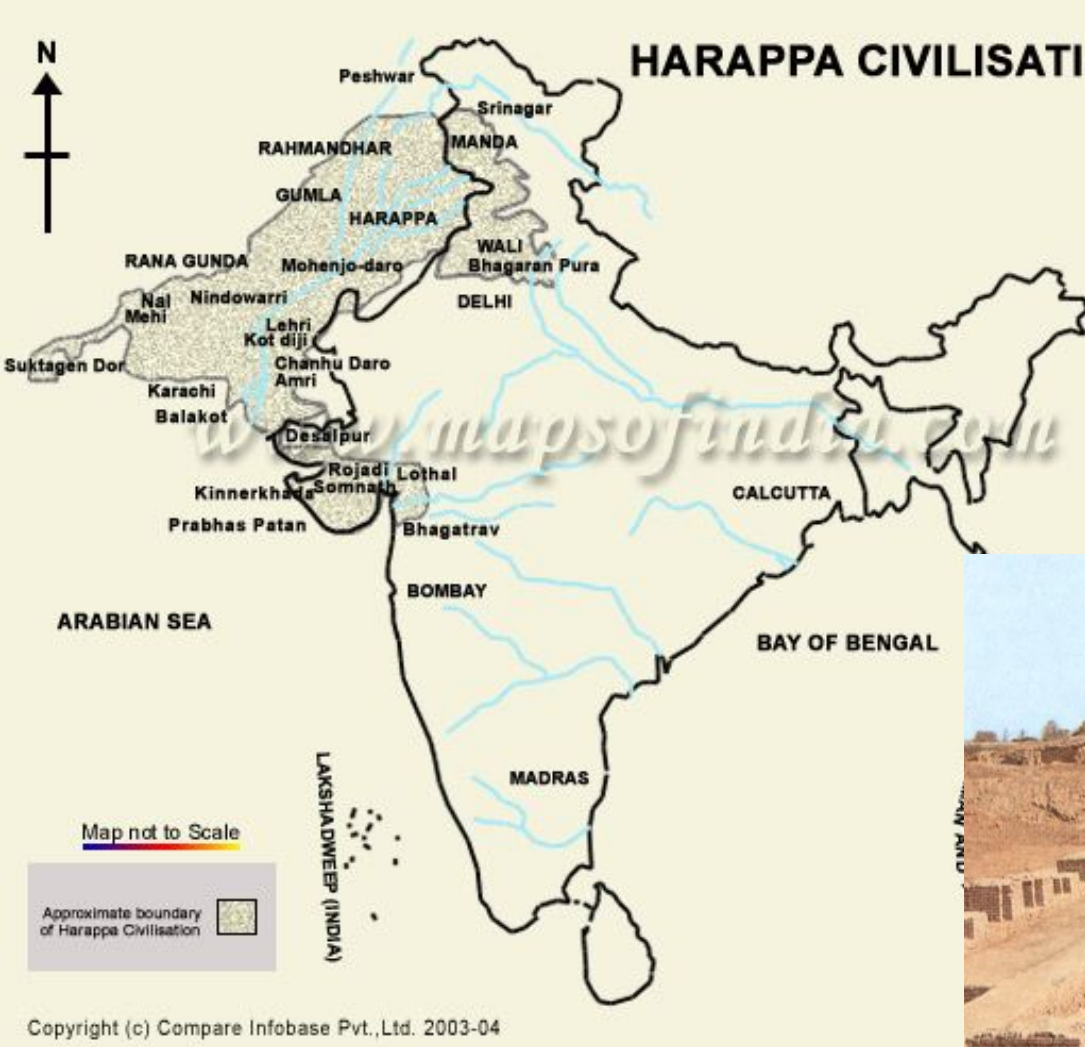 HARAPPA CIVILISATI
N
Peshwar
Srinagar
RAHMANDHAR
MANDA
GUMLA
HARAPPA
WALI
RANA GUNDA
Mohenjo-daro
Bhagaran Pura
Nal
Nindowarri
DELHI
Mehi
Lehri
Kot diji
Suktagen Dor
Chanhu Daro
Karachi
Amri
Balakot
www.mapsofindia.com
Desalpur
Rojadi
Lothal
Kinnerkhada
Somnath
CALCUTTA
Prabhas Patan
Bhagatrav
BOMBAY
ARABIAN SEA
BAY OF BENGAL
MADRAS
LAKSHADWEEP (INDIA)
Map not to Scale
Approximate boundary
of Harappa Civilisation
Copyright (c) Compare Infobase Pvt.,Ltd. 2003-04